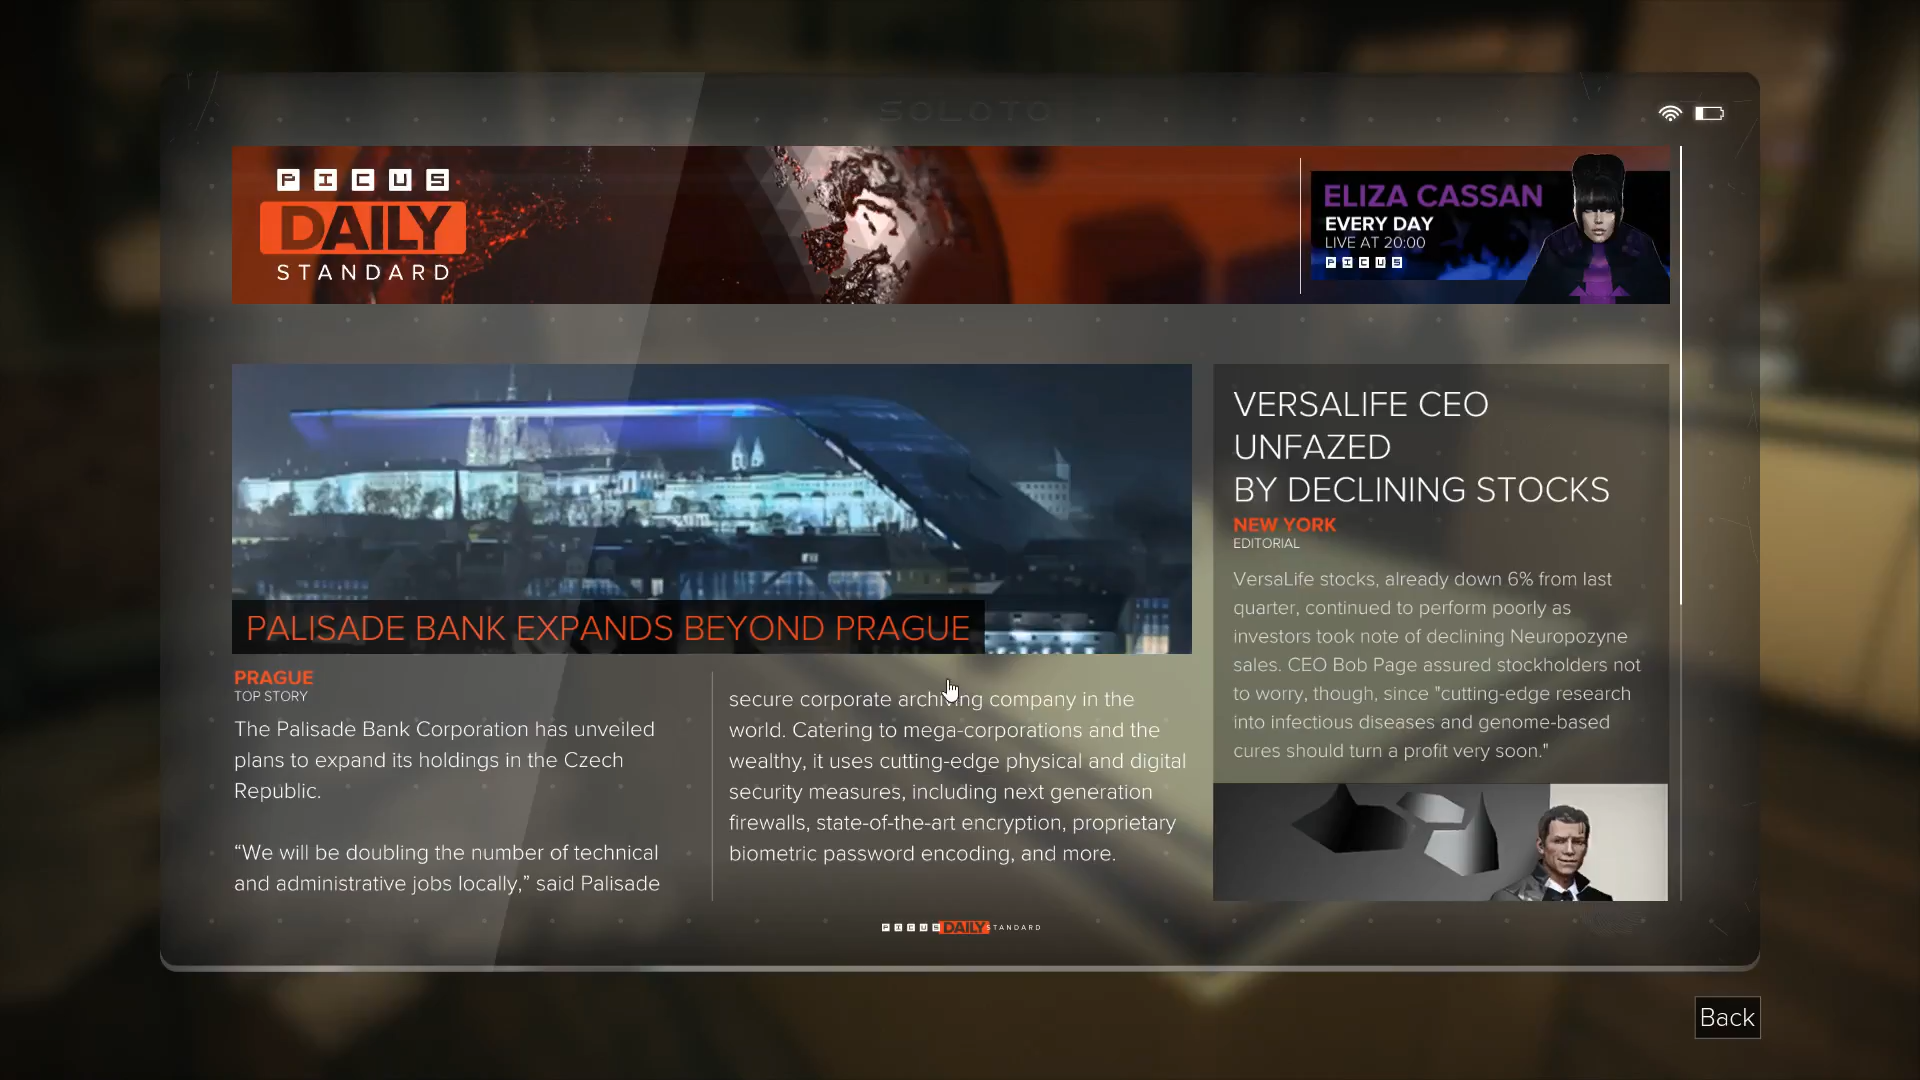 SOLOTO
PICUS
DAILY
STANDARD
ELIZA CASSAN
EVERY DAY
LIVE AT 20:00
PICUS
PALISADE BANK EXPANDS BEYOND PRAGUE
PRAGUE
TOP STORY
The Palisade Bank Corporation has unveiled
plans to expand its holdings in the Czech
Republic.
“We will be doubling the number of technical
and administrative jobs locally,” said Palisade
secure corporate archiving company in the
world. Catering to mega-corporations and the
wealthy, it uses cutting-edge physical and digital
security measures, including next generation
firewalls, state-of-the-art encryption, proprietary
biometric password encoding, and more.
VERSALIFE CEO
UNFAZED
BY DECLINING STOCKS
NEW YORK
EDITORIAL
VersaLife stocks, already down 6% from last
quarter, continued to perform poorly as
investors took note of declining Neuropozyne
sales. CEO Bob Page assured stockholders not
to worry, though, since "cutting-edge research
into infectious diseases and genome-based
cures should turn a profit very soon."
PICUS DAILY STANDARD
Back